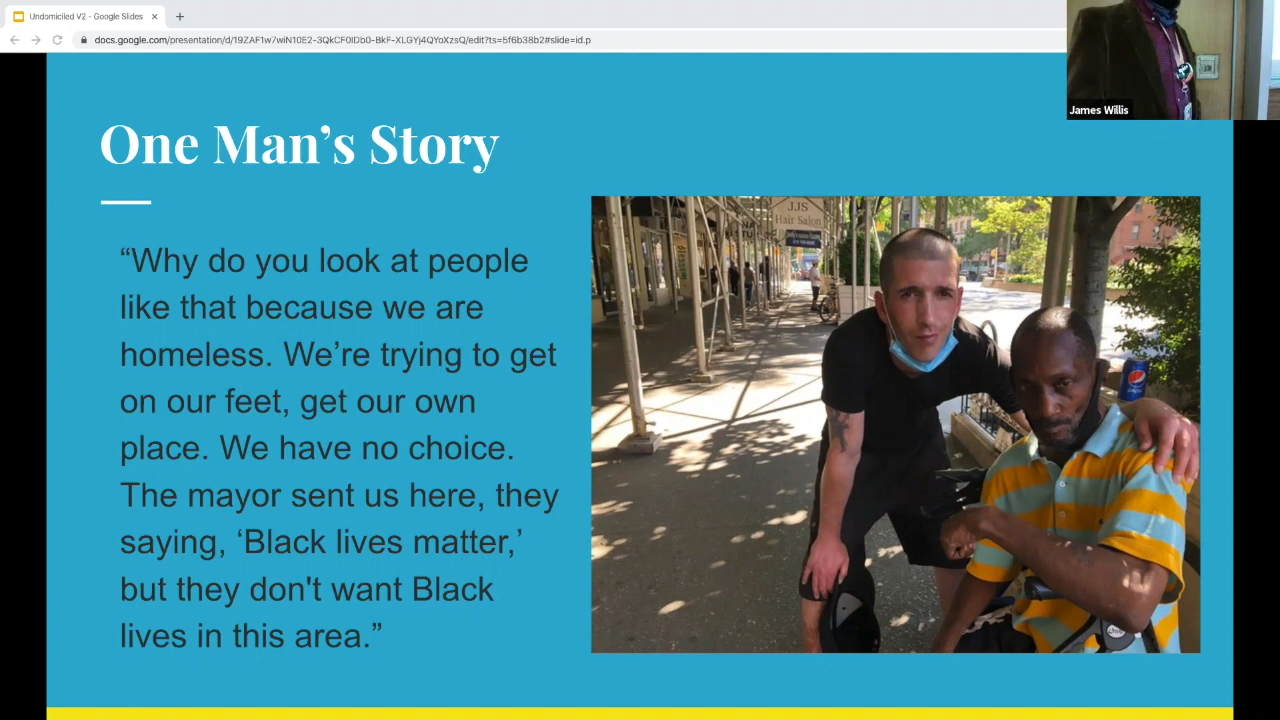 Undomiciled V2 - Google Slides
docs.google.com/presentation/d/19ZAF1w7wiN10E2-3QkCF0IDb0-BkF-XLGYj4QYoXzsQ/edit?ts=5f6b38b2#slide=id.p
James Willis
One Man's Story
“Why do you look at people
like that because we are
homeless. We're trying to get
on our feet, get our own
place. We have no choice.
The mayor sent us here, they
saying, ‘Black lives matter,’
but they don't want Black
lives in this area.”
JJS
Hair Salon